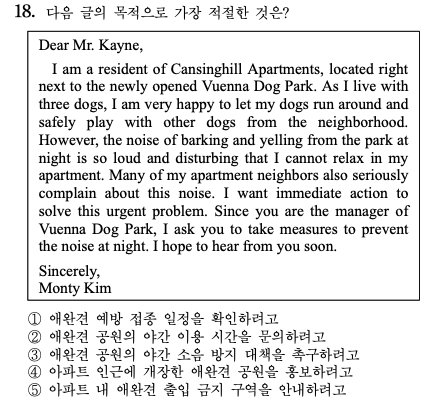 18. 다음 글의 목적으로 가장 적절한 것은?
Dear Mr. Kayne,
I am a resident of Cansinghill Apartments, located right
next to the newly opened Vuenna Dog Park. As I live with
three dogs, I am very happy to let my dogs run around and
safely play with other dogs from the neighborhood.
However, the noise of barking and yelling from the park at
night is so loud and disturbing that I cannot relax in my
apartment. Many of my apartment neighbors also seriously
complain about this noise. I want immediate action to
solve this urgent problem. Since you are the manager of
Vuenna Dog Park, I ask you to take measures to prevent
the noise at night. I hope to hear from you soon.
Sincerely,
Monty Kim
① 애완견 예방 접종 일정을 확인하려고
② 애완견 공원의 야간 이용 시간을 문의하려고
③ 애완견 공원의 야간 소음 방지 대책을 촉구하려고
④ 아파트 인근에 개장한 애완견 공원을 홍보하려고
⑤ 아파트 내 애완견 출입 금지 구역을 안내하려고